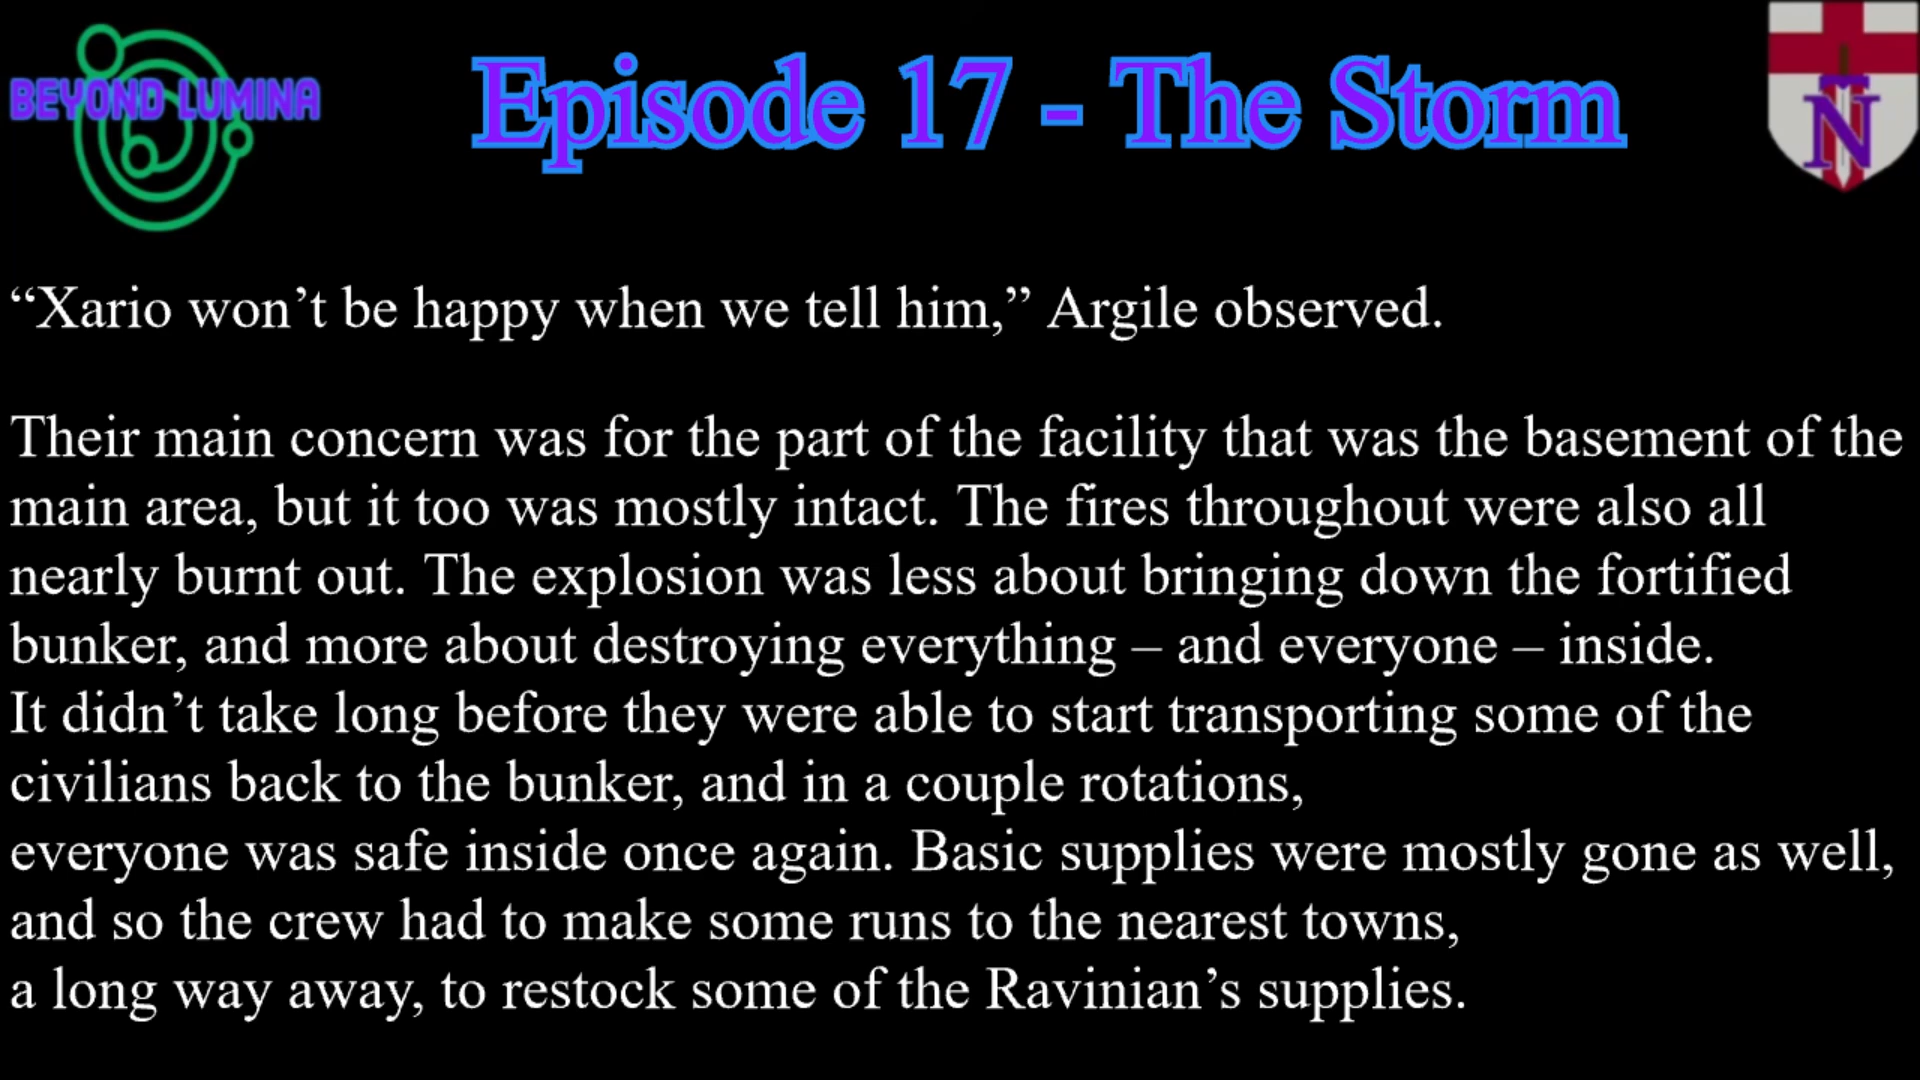 BEYOND LUMINA
Episode 17 - The Storm
N
“Xario won’t be happy when we tell him,” Argile observed.
Their main concern was for the part of the facility that was the basement of the
main area, but it too was mostly intact. The fires throughout were also all
nearly burnt out. The explosion was less about bringing down the fortified
bunker, and more about destroying everything – and everyone – inside.
It didn’t take long before they were able to start transporting some of the
civilians back to the bunker, and in a couple rotations,
everyone was safe inside once again. Basic supplies were mostly gone as well,
and so the crew had to make some runs to the nearest towns,
a long way away, to restock some of the Ravinian’s supplies.